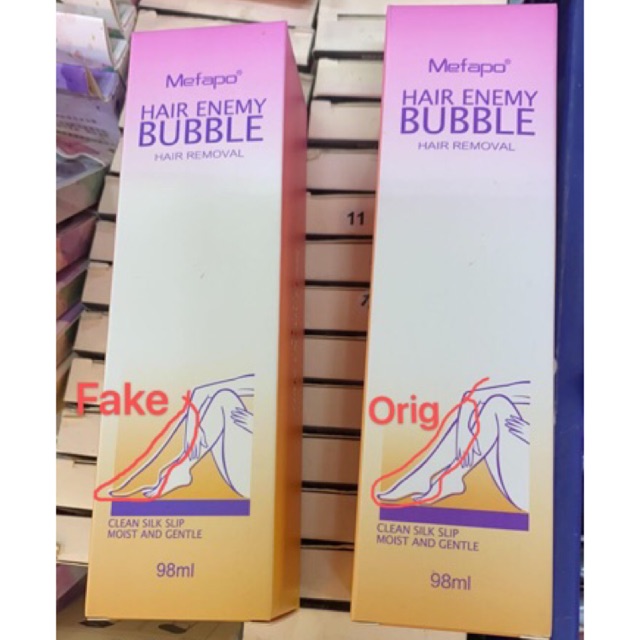 Mefapo®
HAIR ENEMY
BUBBLE
HAIR REMOVAL
Fake
CLEAN SILK SLIP
MOIST AND GENTLE
98ml
11
Mefapo®
HAIR ENEMY
BUBBLE
HAIR REMOVAL
Orig
CLEAN SILK SLIP
MOIST AND GENTLE
98ml